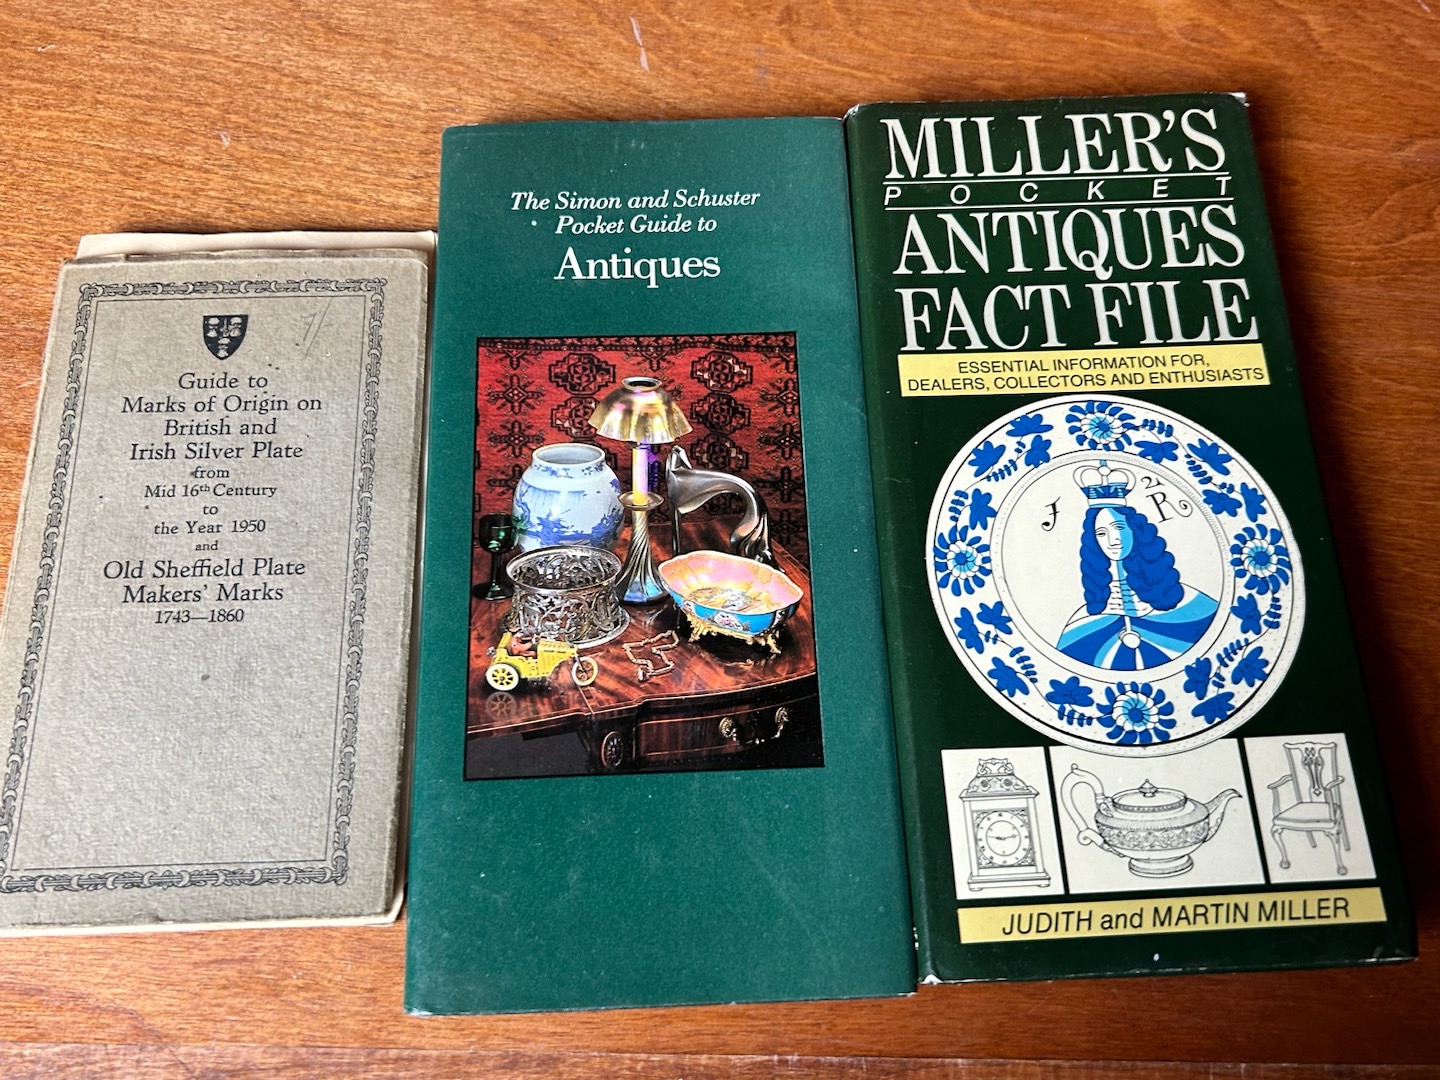 Guide to
Marks of Origin on
British and
Irish Silver Plate
from
Mid 16th Century
to
the Year 1950
and
Old Sheffield Plate
Makers' Marks
1743—1860
The Simon and Schuster
Pocket Guide to
Antiques
MILLER'S
POCKET
ANTIQUES
FACT FILE
ESSENTIAL INFORMATION FOR,
DEALERS, COLLECTORS AND ENTHUSIASTS
J 2 R
JUDITH and MARTIN MILLER